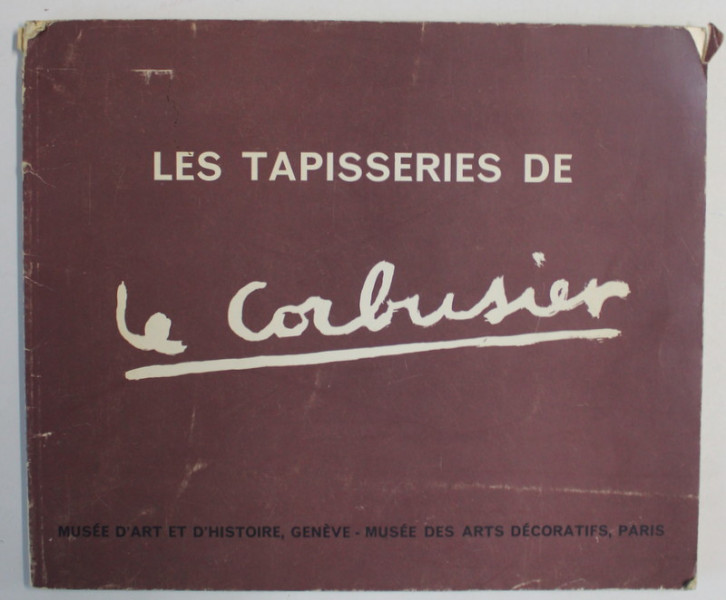 LES TAPISSERIES DE
le Corbusier
MUSÉE D'ART ET D'HISTOIRE, GENÈVE - MUSÉE DES ARTS DÉCORATIFS, PARIS